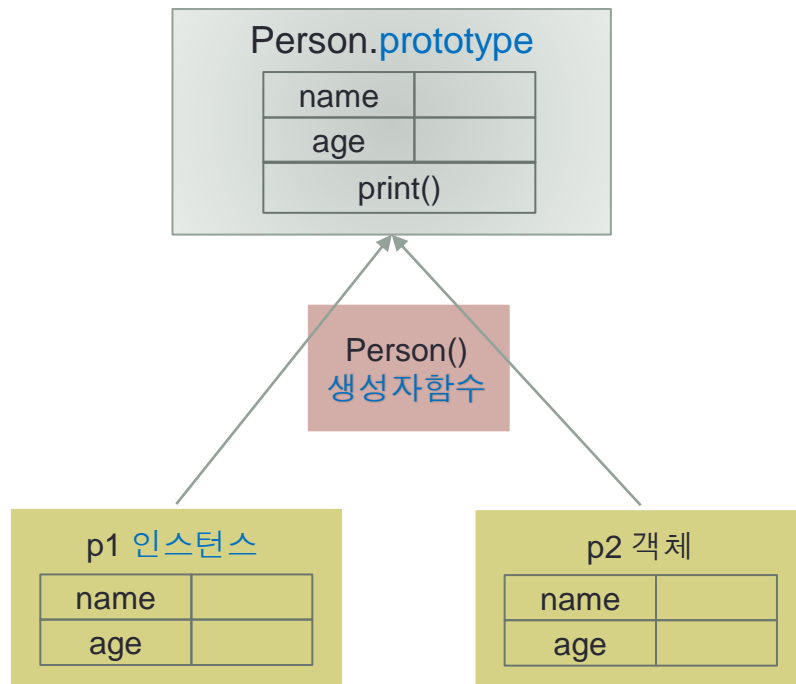 Person.prototype
name
age
print()
Person()
생성자함수
p1 인스턴스
name
age
p2 객체
name
age